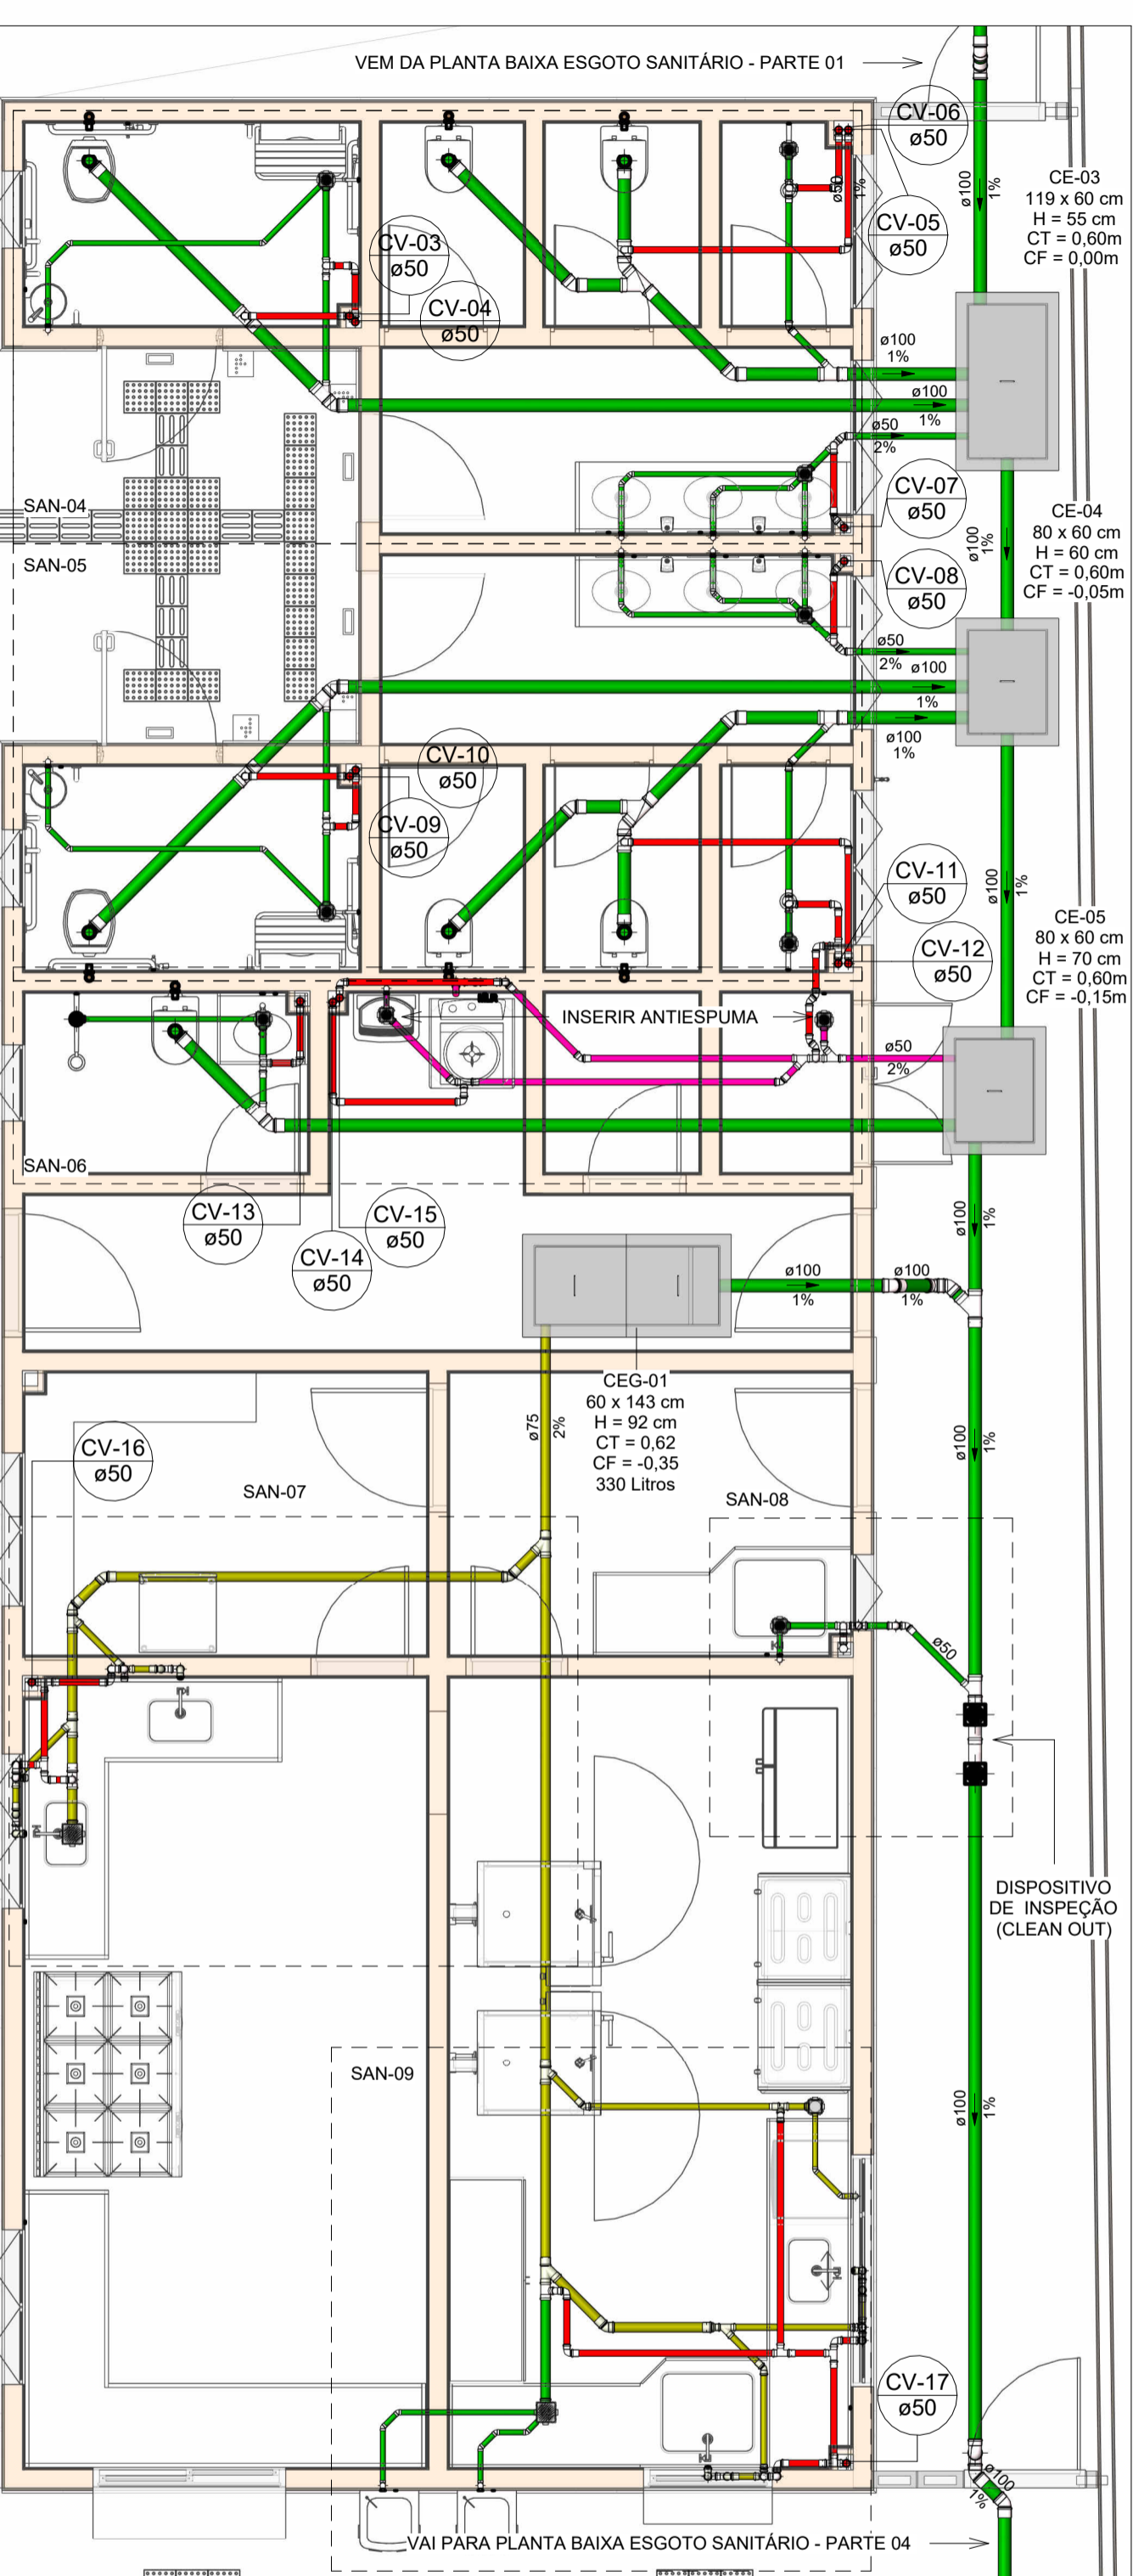 VEM DA PLANTA BAIXA ESGOTO SANITÁRIO - PARTE 01
CV-06
ø50
ø100
1%
CE-03
119 x 60 cm
H = 55 cm
CT = 0,60m
CF = 0,00m
ø50
1%
CV-05
ø50
CV-03
ø50
CV-04
ø50
ø100
1%
ø100
1%
ø50
2%
CV-07
ø50
SAN-04
CE-04
80 x 60 cm
H = 60 cm
CT = 0,60m
CF = -0,05m
ø100
1%
SAN-05
CV-08
ø50
ø50
2%
ø100
1%
ø100
1%
CV-10
ø50
CV-09
ø50
CV-11
ø50
ø100
1%
CE-05
80 x 60 cm
H = 70 cm
CT = 0,60m
CF = -0,15m
CV-12
ø50
INSERIR ANTIESPUMA
ø50
2%
SAN-06
CV-13
ø50
CV-15
ø50
CV-14
ø50
ø100
1%
ø100
1%
ø100
1%
CEG-01
60 x 143 cm
H = 92 cm
CT = 0,62
CF = -0,35
330 Litros
ø75
2%
ø100
1%
CV-16
ø50
SAN-07
SAN-08
ø50
DISPOSITIVO
DE INSPEÇÃO
(CLEAN OUT)
SAN-09
ø100
1%
CV-17
ø50
ø100
1%
VAI PARA PLANTA BAIXA ESGOTO SANITÁRIO - PARTE 04